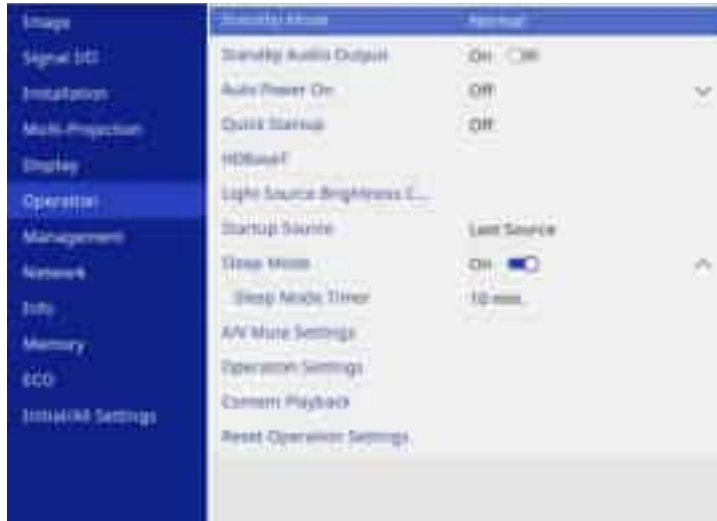 Image
Signal I/O
Installation
Multi-Projection
Display
Operation
Management
Network
Info
Memory
ECO
Initial/All Settings
Standby Mode Normal
Standby Audio Output On
Auto Power On Off
Quick Startup Off
HDBaseT
Light Source Brightness C...
Startup Source Last Source
Sleep Mode On
Sleep Mode Timer 10 min.
A/V Mute Settings
Operation Settings
Content Playback
Reset Operation Settings